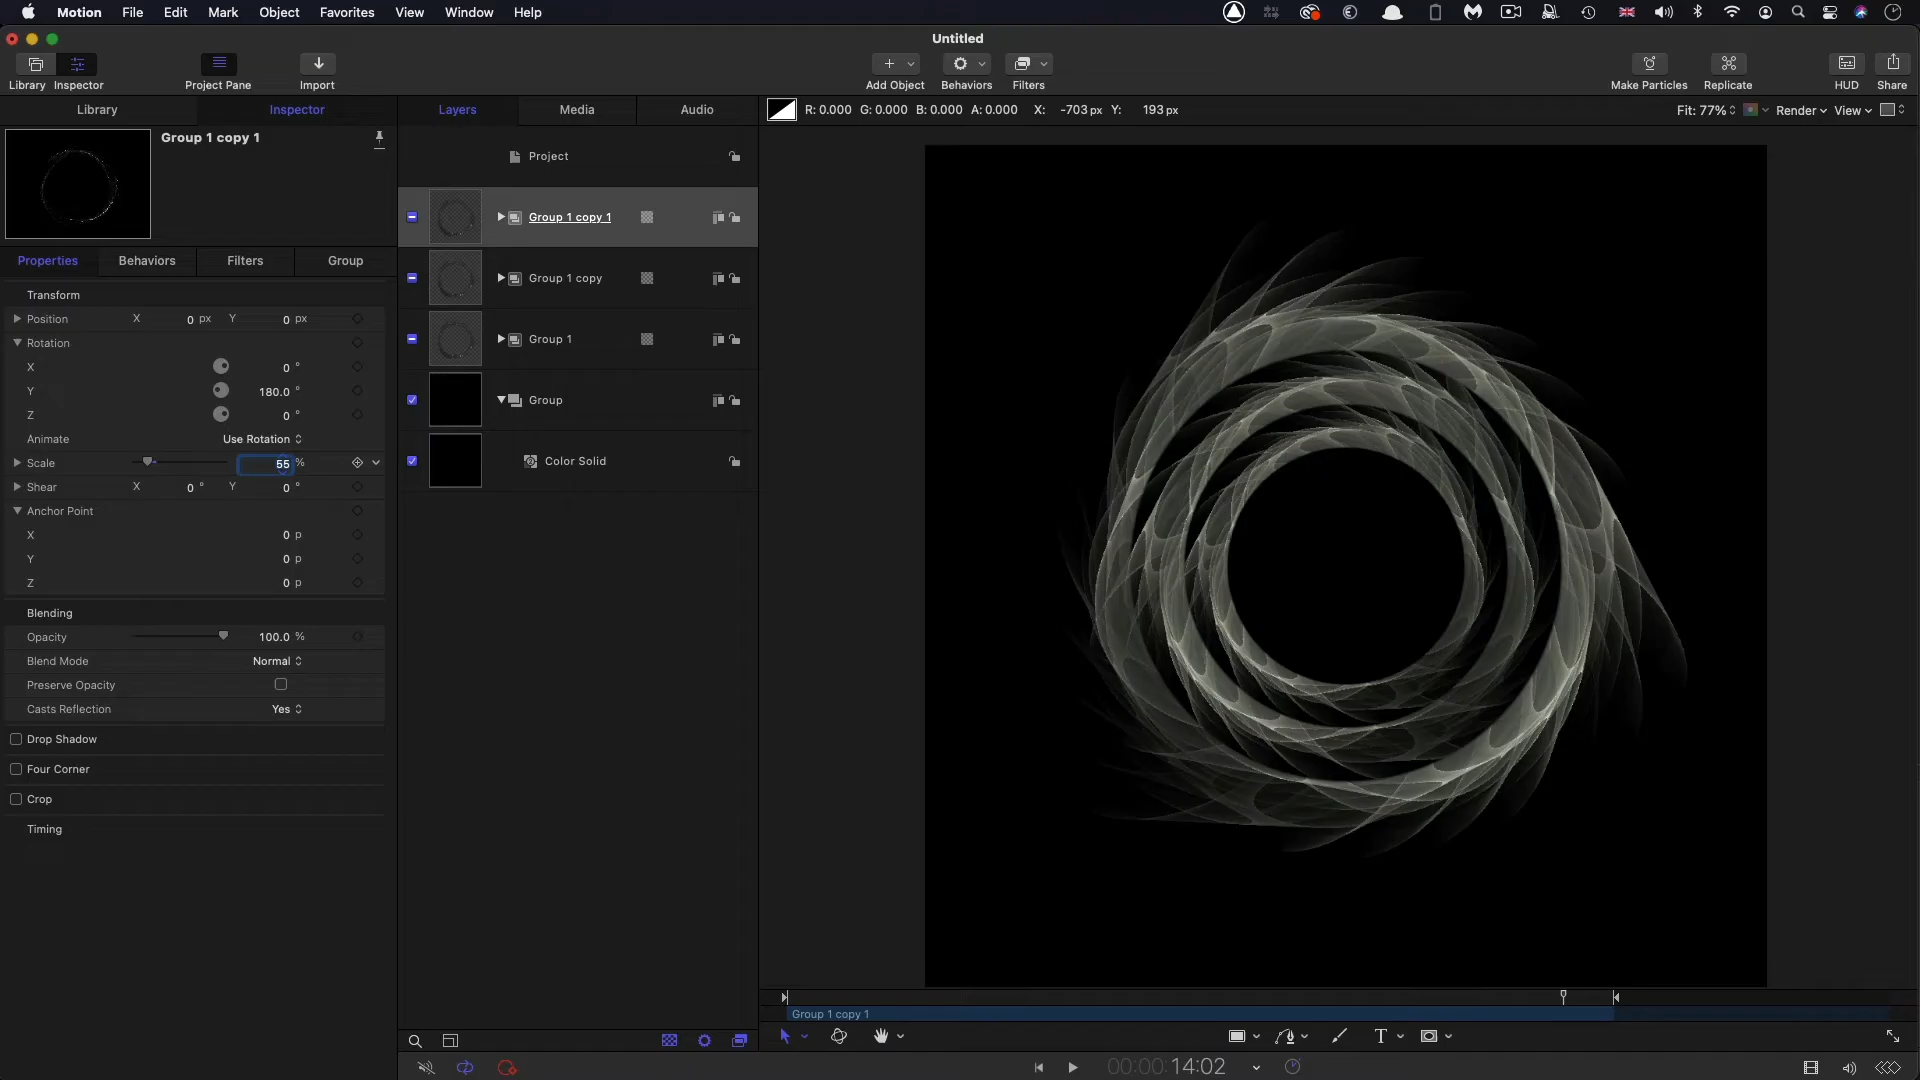 Motion File Edit Mark Object Favorites View Window Help
Untitled
Library Inspector Project Pane Import Add Object Behaviors Filters Make Particles Replicate HUD Share
Library Inspector Layers Media Audio R: 0.000 G: 0.000 B: 0.000 A: 0.000 X: -703 px Y: 193 px Fit: 77% Render View
Group 1 copy 1
Project
Group 1 copy 1
Properties Behaviors Filters Group
Group 1 copy
Transform
Position X 0 px Y 0 px
Rotation
Group 1
X 0 °
Y 180.0 °
Group
Z 0 °
Animate Use Rotation
Scale 55 %
Color Solid
Shear X 0 ° Y 0 °
Anchor Point
X 0 p
Y 0 p
Z 0 p
Blending
Opacity 100.0 %
Blend Mode Normal
Preserve Opacity
Casts Reflection Yes
Drop Shadow
Four Corner
Crop
Timing
Group 1 copy 1
T
00:00:14:02